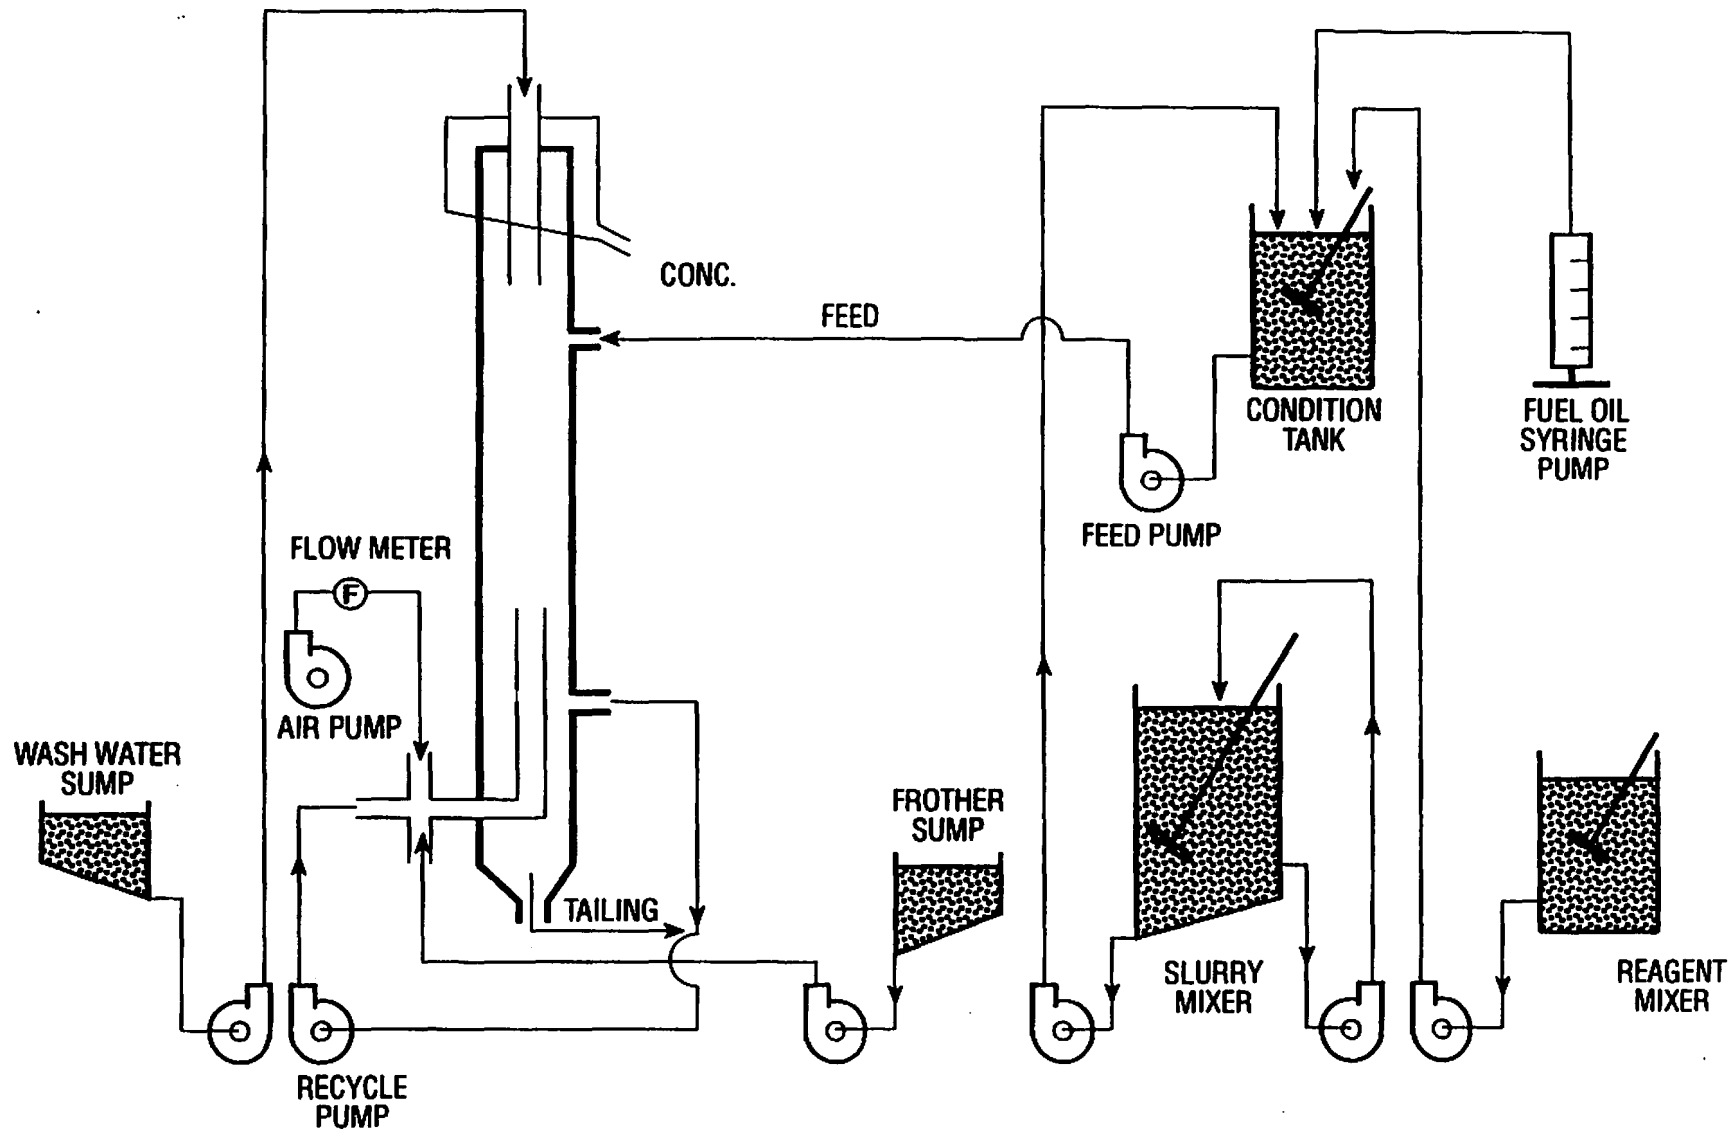 CONC.
FEED
CONDITION
TANK
FUEL OIL
SYRINGE
PUMP
FEED PUMP
FLOW METER
F
AIR PUMP
WASH WATER
SUMP
FROTHER
SUMP
TAILING
SLURRY
MIXER
REAGENT
MIXER
RECYCLE
PUMP